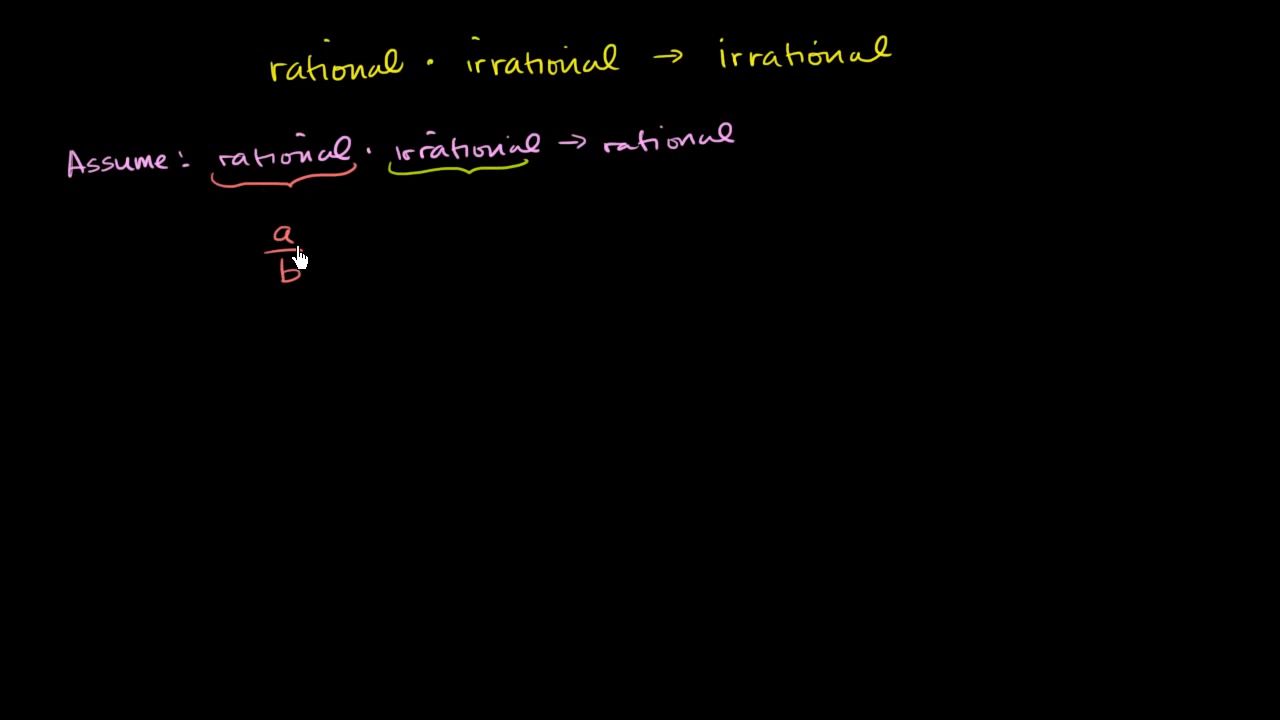 rational · irrational → irrational
Assume: rational · irrational → rational
a
b